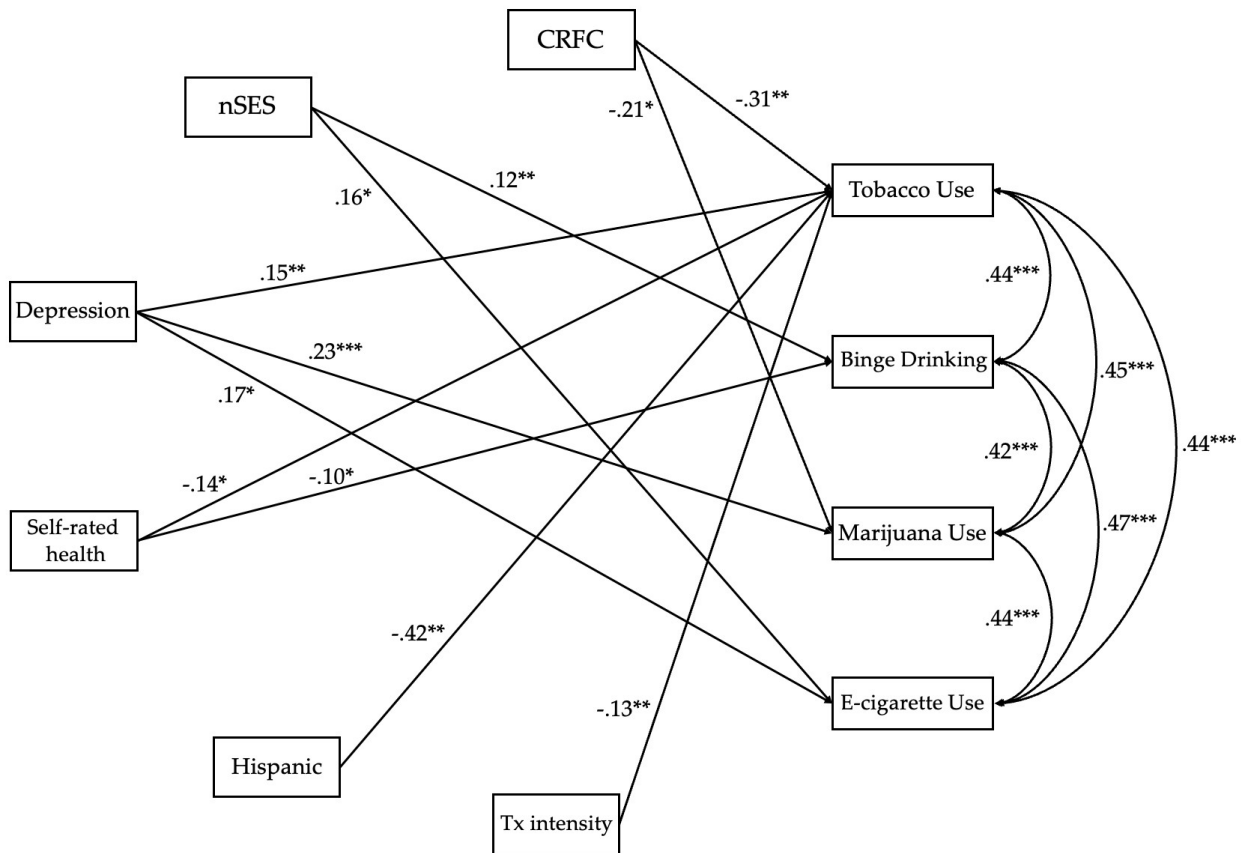 CRFC
nSES
-.21*
-.31**
.16*
.12**
Tobacco Use
.15**
Depression
.44***
.23***
.17*
Binge Drinking
.45***
.42***
.44***
-.14*
-.10*
Self-rated
health
Marijuana Use
.47***
.44***
-.42**
-.13**
E-cigarette Use
Hispanic
Tx intensity